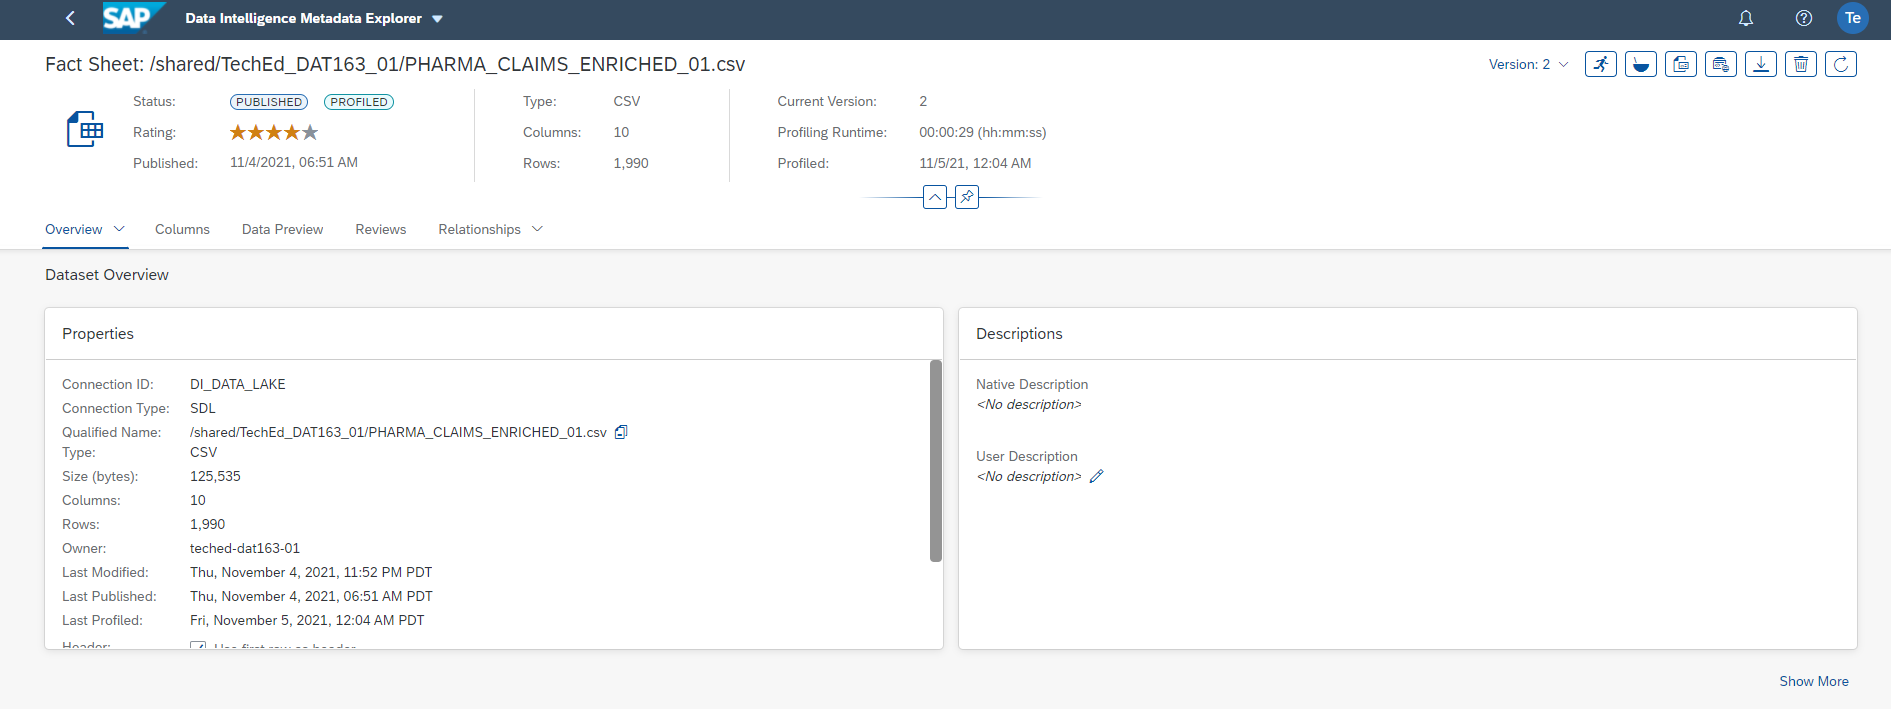 SAP Data Intelligence Metadata Explorer Te
Fact Sheet: /shared/TechEd_DAT163_01/PHARMA_CLAIMS_ENRICHED_01.csv Version: 2
Status: PUBLISHED PROFILED Type: CSV Current Version: 2
Rating: Columns: 10 Profiling Runtime: 00:00:29 (hh:mm:ss)
Published: 11/4/2021, 06:51 AM Rows: 1,990 Profiled: 11/5/21, 12:04 AM
Overview Columns Data Preview Reviews Relationships
Dataset Overview
Properties
Connection ID: DI_DATA_LAKE
Connection Type: SDL
Qualified Name: /shared/TechEd_DAT163_01/PHARMA_CLAIMS_ENRICHED_01.csv
Type: CSV
Size (bytes): 125,535
Columns: 10
Rows: 1,990
Owner: teched-dat163-01
Last Modified: Thu, November 4, 2021, 11:52 PM PDT
Last Published: Thu, November 4, 2021, 06:51 AM PDT
Last Profiled: Fri, November 5, 2021, 12:04 AM PDT
Header: Use first row as header
Descriptions
Native Description
<No description>
User Description
<No description>
Show More